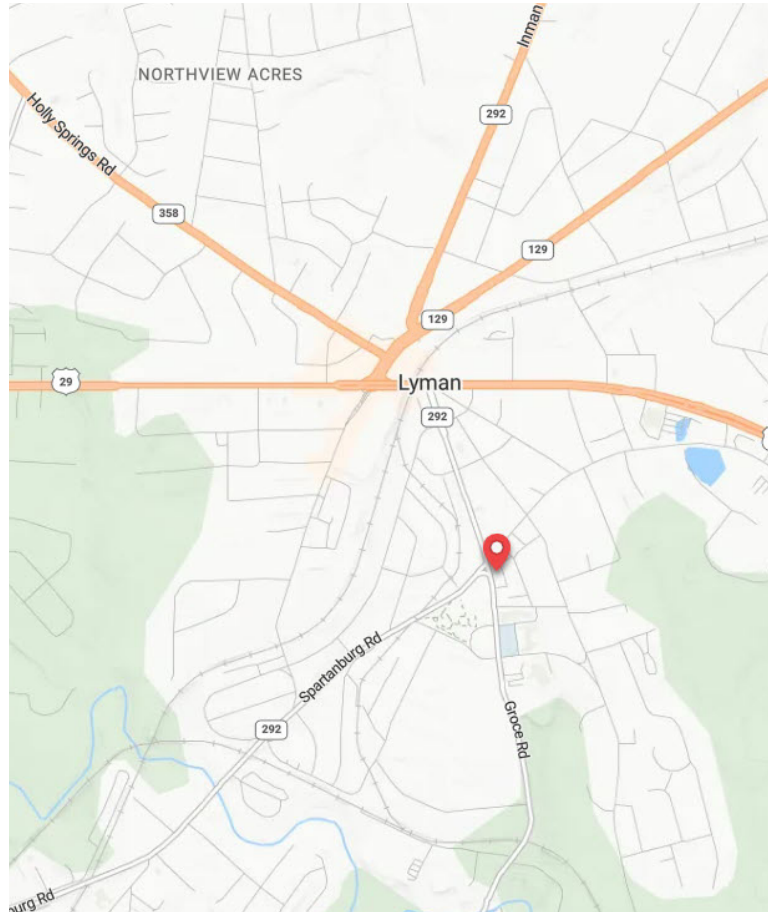 Inman
NORTHVIEW ACRES
Holly Springs Rd
292
358
129
129
29
Lyman
292
Spartanburg Rd
Groce Rd
292
burg Rd